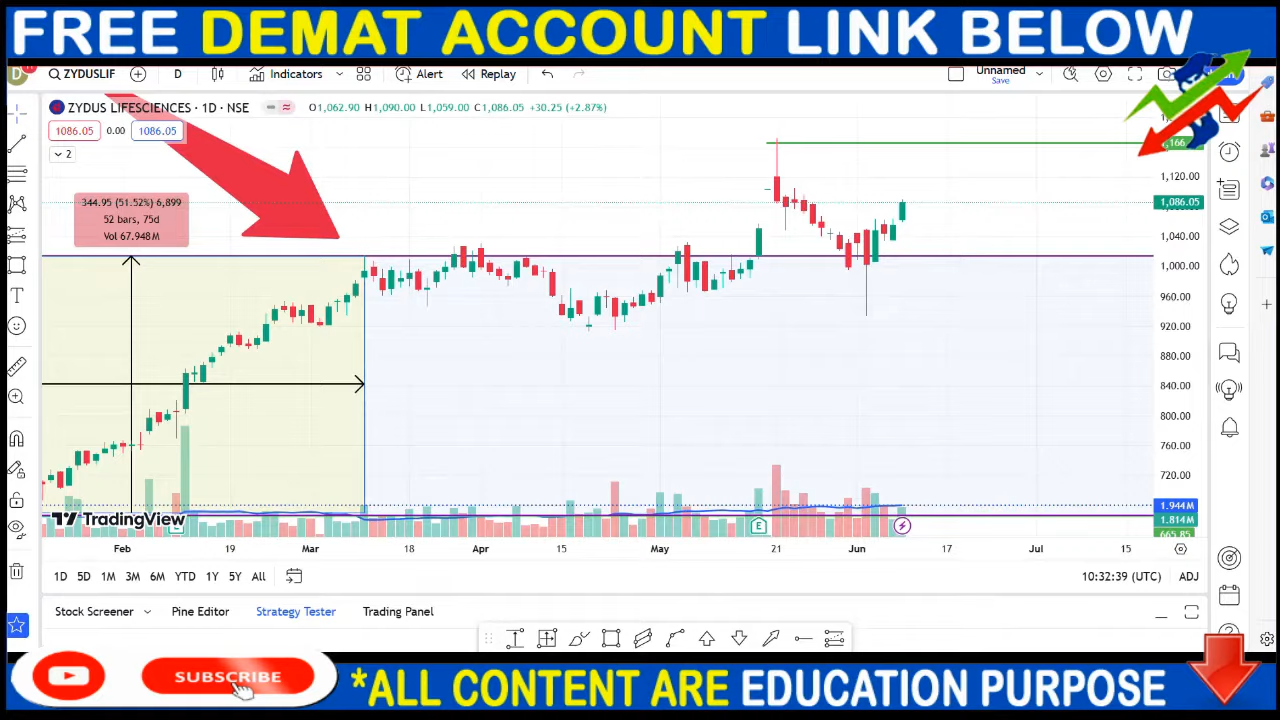 FREE DEMAT ACCOUNT LINK BELOW
D
ZYDUSLIF
D
Indicators
Alert
Replay
Unnamed
Save
ZYDUS LIFESCIENCES · 1D · NSE
O1,062.90 H1,090.00 L1,059.00 C1,086.05 +30.25 (+2.87%)
1086.05
0.00
1086.05
2
344.95 (51.52%) 6,899
52 bars, 75d
Vol 67.948M
1,120.00
1,086.05
1,040.00
1,000.00
960.00
920.00
880.00
840.00
800.00
760.00
720.00
1.944M
1.814M
665.85
TradingView
E
E
Feb
19
Mar
18
Apr
15
May
21
Jun
17
Jul
15
1D
5D
1M
3M
6M
YTD
1Y
5Y
All
10:32:39 (UTC)
ADJ
Stock Screener
Pine Editor
Strategy Tester
Trading Panel
SUBSCRIBE
*ALL CONTENT ARE EDUCATION PURPOSE